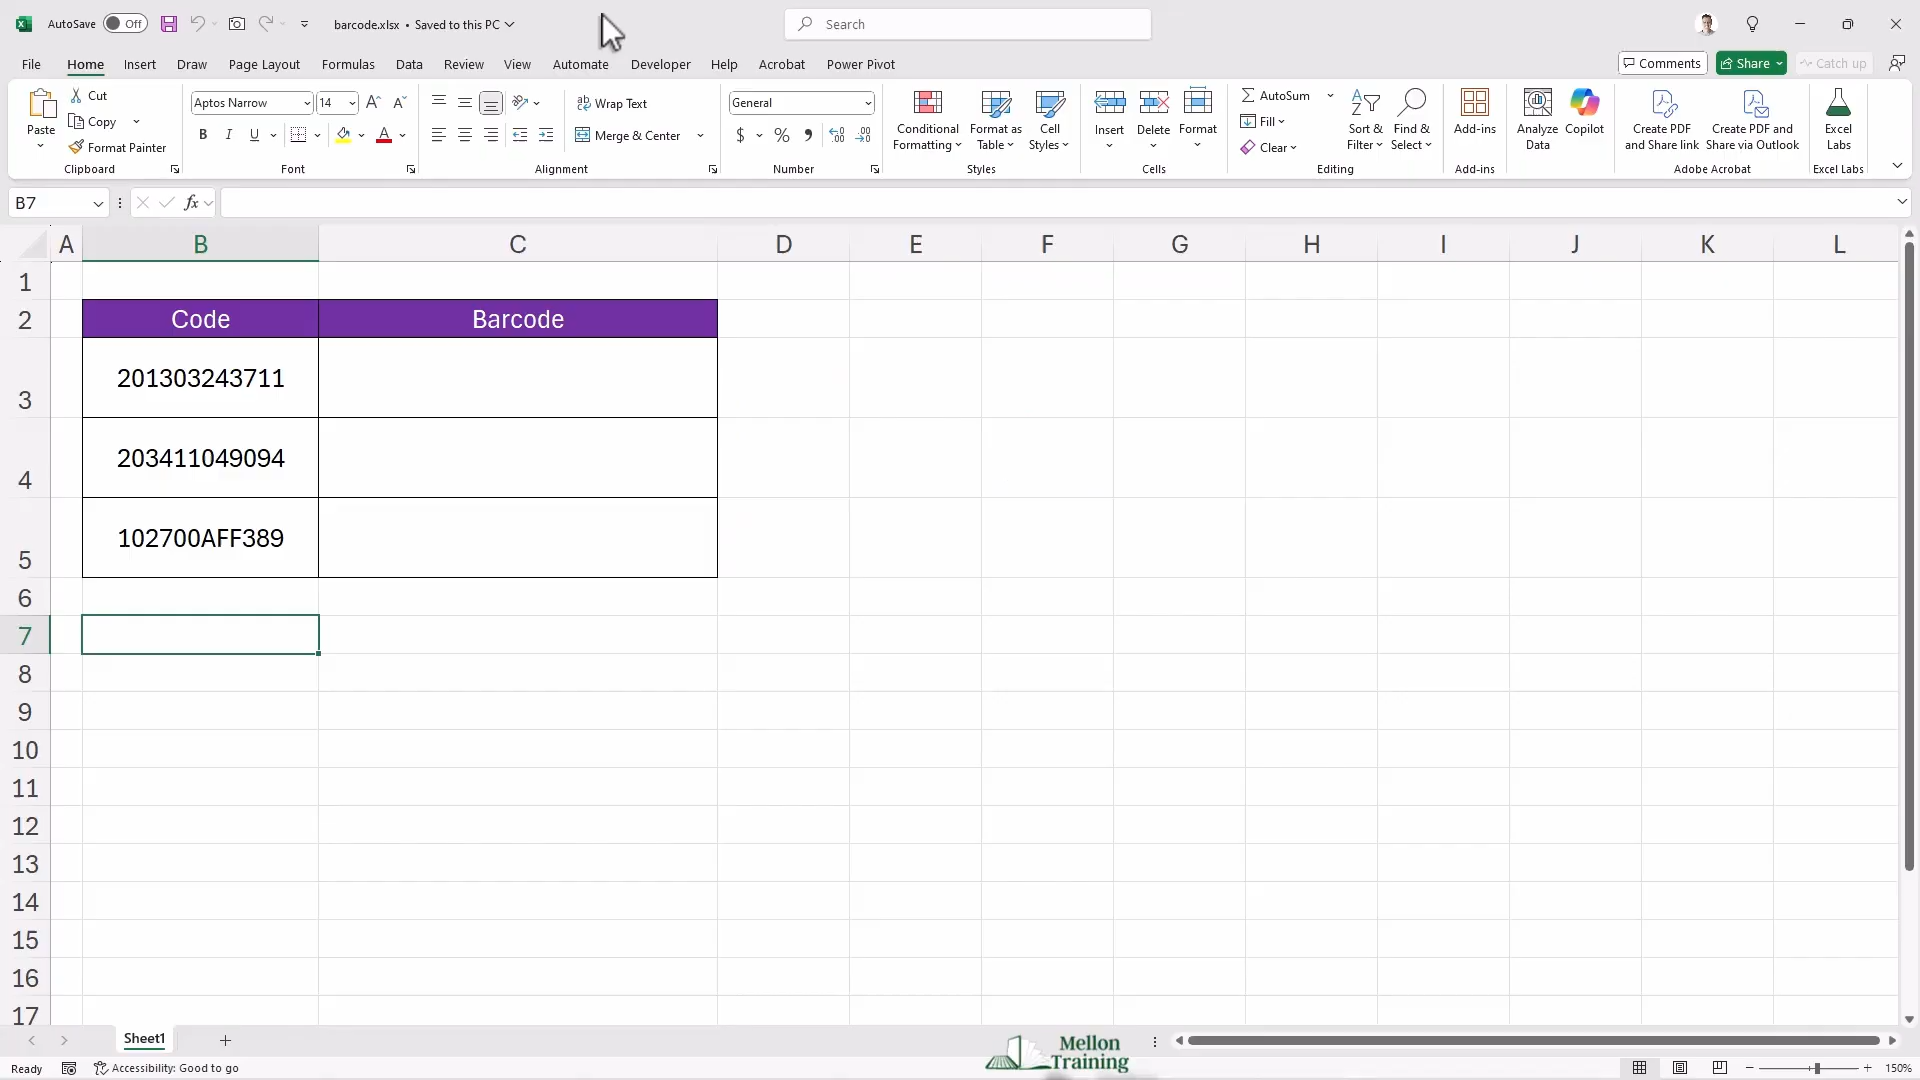 AutoSave Off barcode.xlsx • Saved to this PC Search
File Home Insert Draw Page Layout Formulas Data Review View Automate Developer Help Acrobat Power Pivot Comments Share Catch up
Paste
Cut
Copy
Format Painter
Clipboard
Aptos Narrow 14
B I U A
Font
Wrap Text
Merge & Center
Alignment
General
$ % ,
Number
Conditional
Formatting
Format as
Table
Cell
Styles
Styles
Insert Delete Format
Cells
AutoSum
Fill
Clear
Sort &
Filter
Find &
Select
Editing
Add-ins
Add-ins
Analyze
Data
Copilot
Create PDF
and Share link
Create PDF and
Share via Outlook
Adobe Acrobat
Excel
Labs
Excel Labs
B7 fx
A B C D E F G H I J K L
1
2 Code Barcode
3 201303243711
4 203411049094
5 102700AFF389
6
7
8
9
10
11
12
13
14
15
16
17
Sheet1
Mellon
Training
Ready Accessibility: Good to go 150%